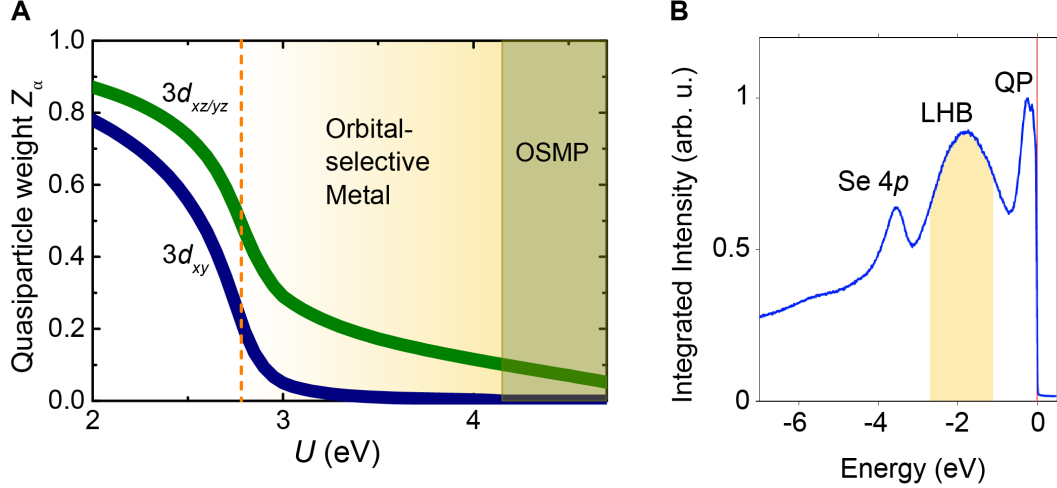 A
Quasiparticle weight Zα
1.0
0.8
0.6
0.4
0.2
0.0
3dxz/yz
3dxy
Orbital-
selective
Metal
OSMP
2
3
4
U (eV)
B
Integrated Intensity (arb. u.)
1
0.5
0
Se 4p
LHB
QP
-6
-4
-2
0
Energy (eV)